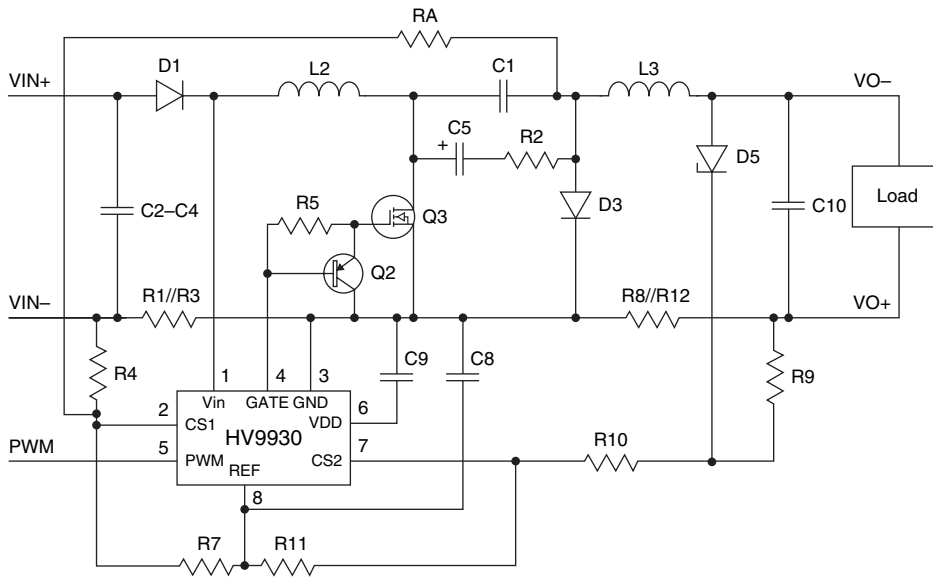 RA
VIN+
D1
L2
C1
L3
VO–
C5
+
R2
D5
C2–C4
R5
Q3
D3
C10
Load
Q2
VIN–
R1//R3
R8//R12
VO+
R4
C9
C8
R9
1
4
3
2
Vin
GATE
GND
6
CS1
VDD
HV9930
7
PWM
5
PWM
REF
CS2
R10
8
R7
R11